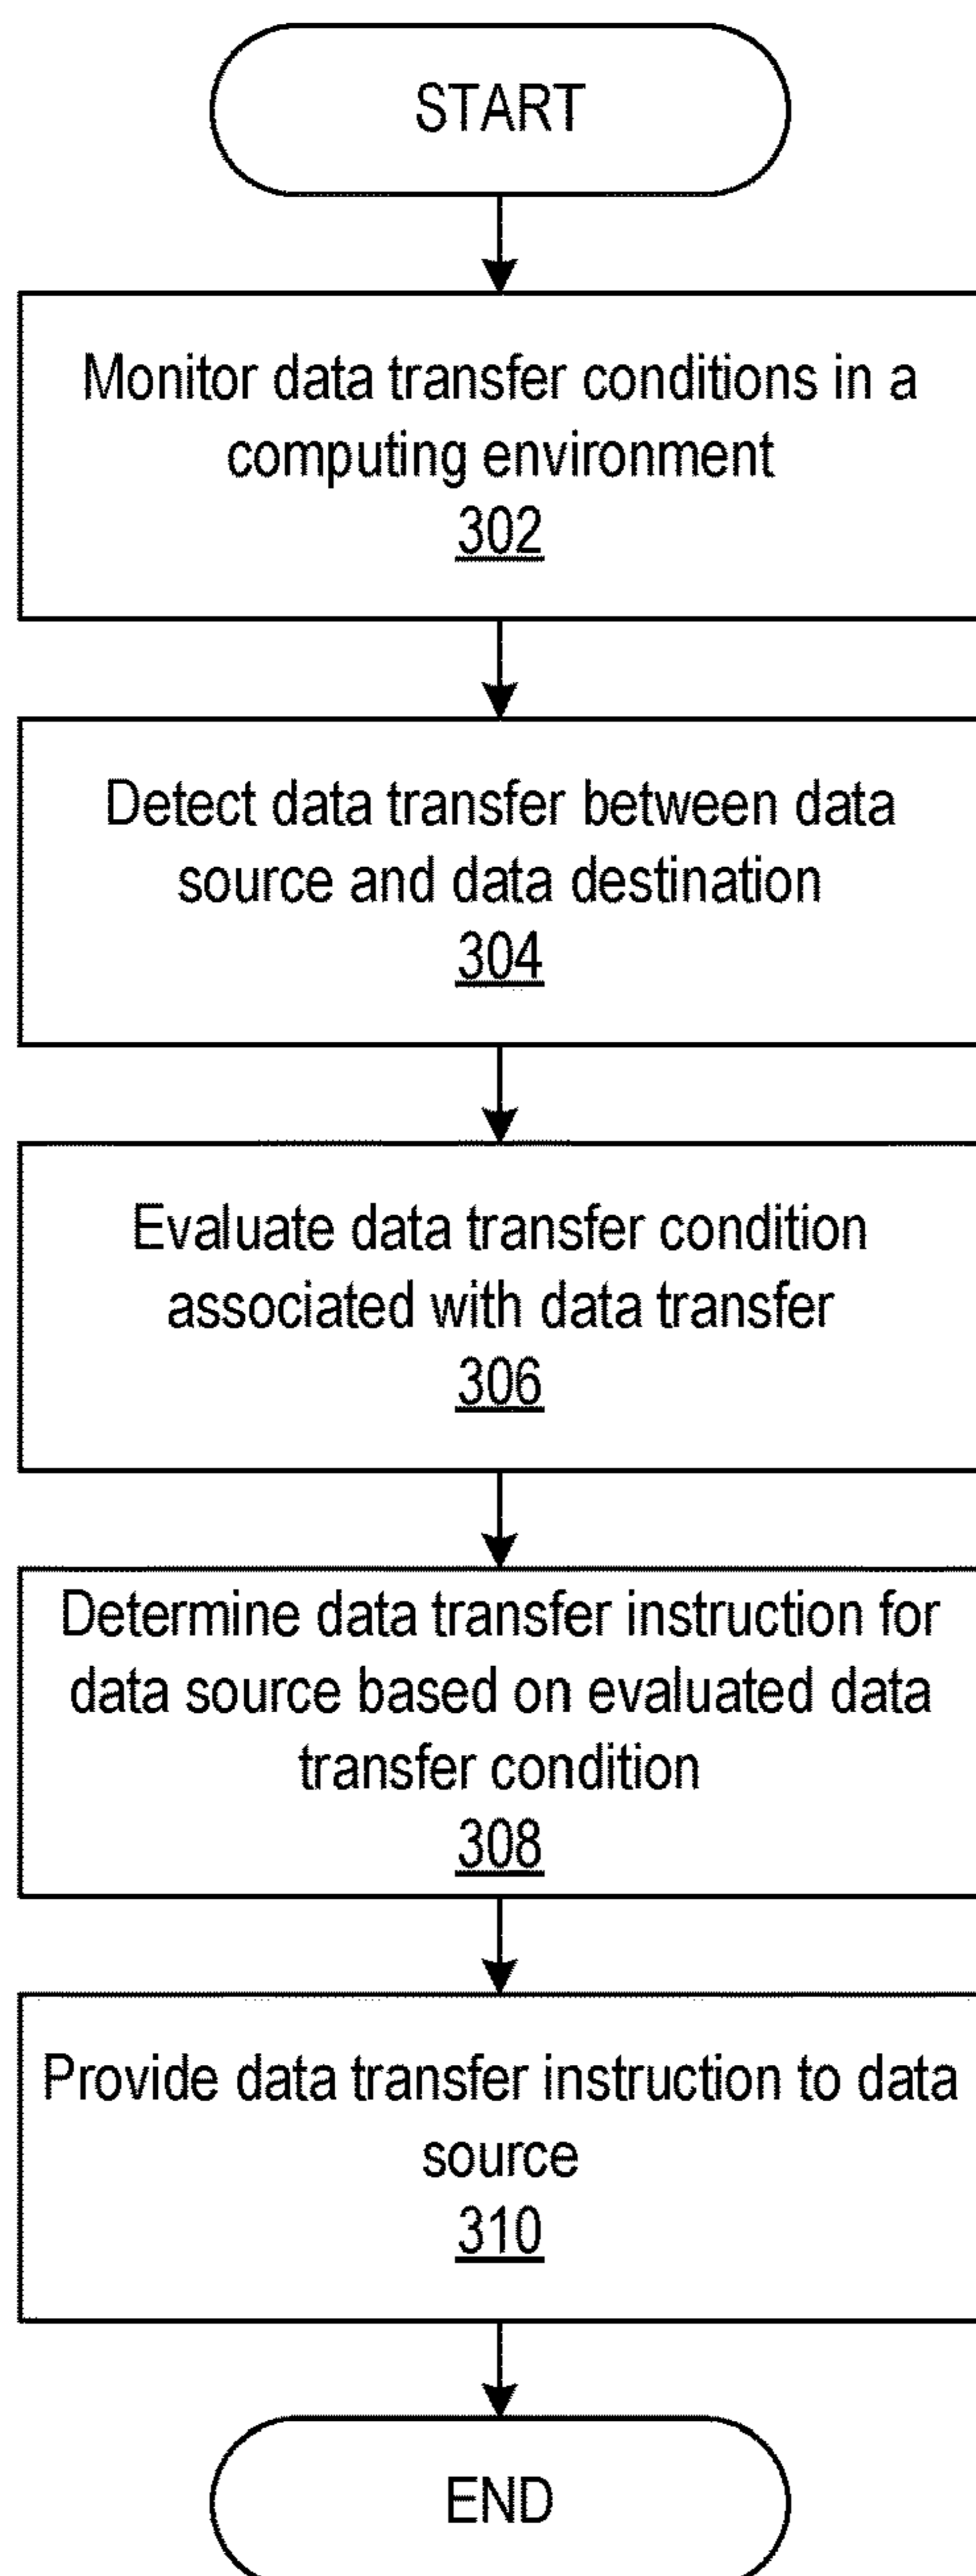 START
Monitor data transfer conditions in a
computing environment
302
Detect data transfer between data
source and data destination
304
Evaluate data transfer condition
associated with data transfer
306
Determine data transfer instruction for
data source based on evaluated data
transfer condition
308
Provide data transfer instruction to data
source
310
END